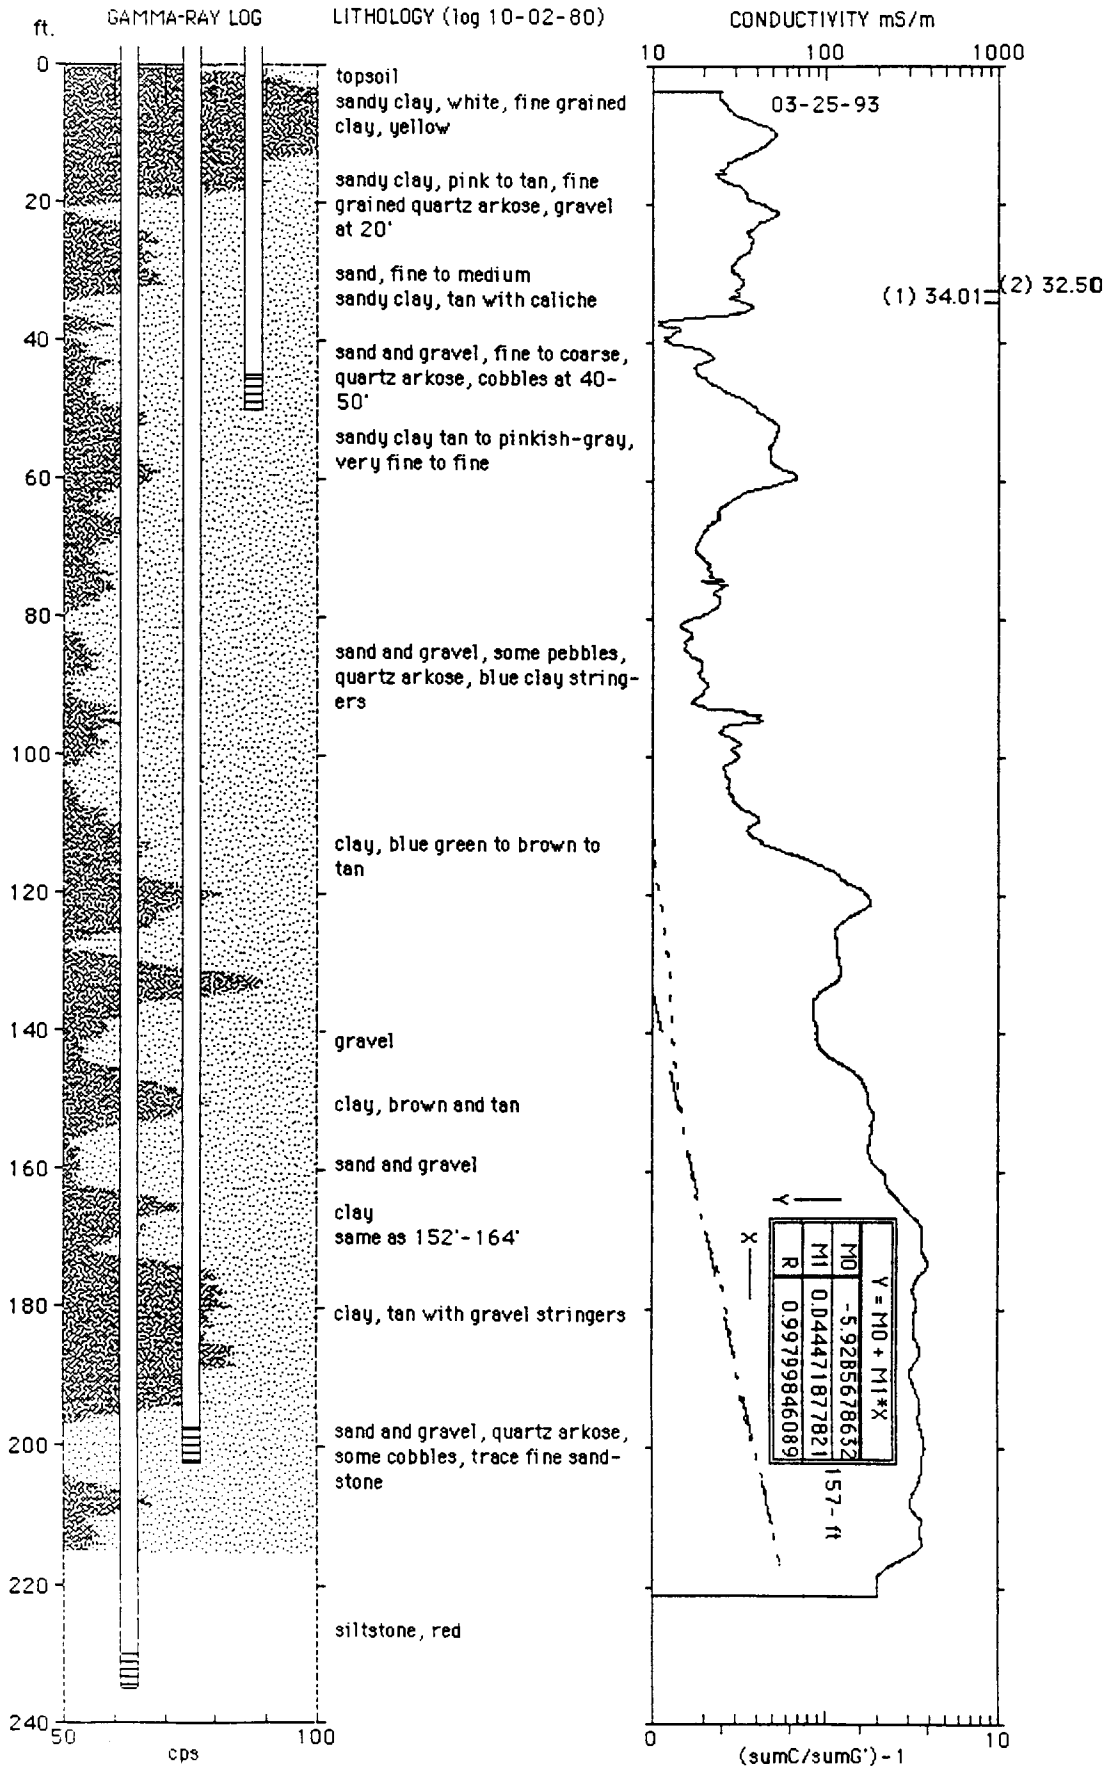 GAMMA-RAY LOG
LITHOLOGY (log 10-02-80)
CONDUCTIVITY mS/m
ft.
10 100 1000
03-25-93
0
20
40
60
80
100
120
140
160
180
200
220
240
topsoil
sandy clay, white, fine grained
clay, yellow
sandy clay, pink to tan, fine
grained quartz arkose, gravel
at 20'
sand, fine to medium
sandy clay, tan with caliche
sand and gravel, fine to coarse,
quartz arkose, cobbles at 40-
50'
sandy clay tan to pinkish-gray,
very fine to fine
sand and gravel, some pebbles,
quartz arkose, blue clay string-
ers
clay, blue green to brown to
tan
gravel
clay, brown and tan
sand and gravel
clay
same as 152'-164'
clay, tan with gravel stringers
sand and gravel, quartz arkose,
some cobbles, trace fine sand-
stone
siltstone, red
(1) 34.01
(2) 32.50
Y
X
Y = M0 + M1*X
M0 -5.9285678632
M1 0.044471877821
R 0.99799846089
157-ft
50 100
cps
0 100 10
(sumC/sumG')-1